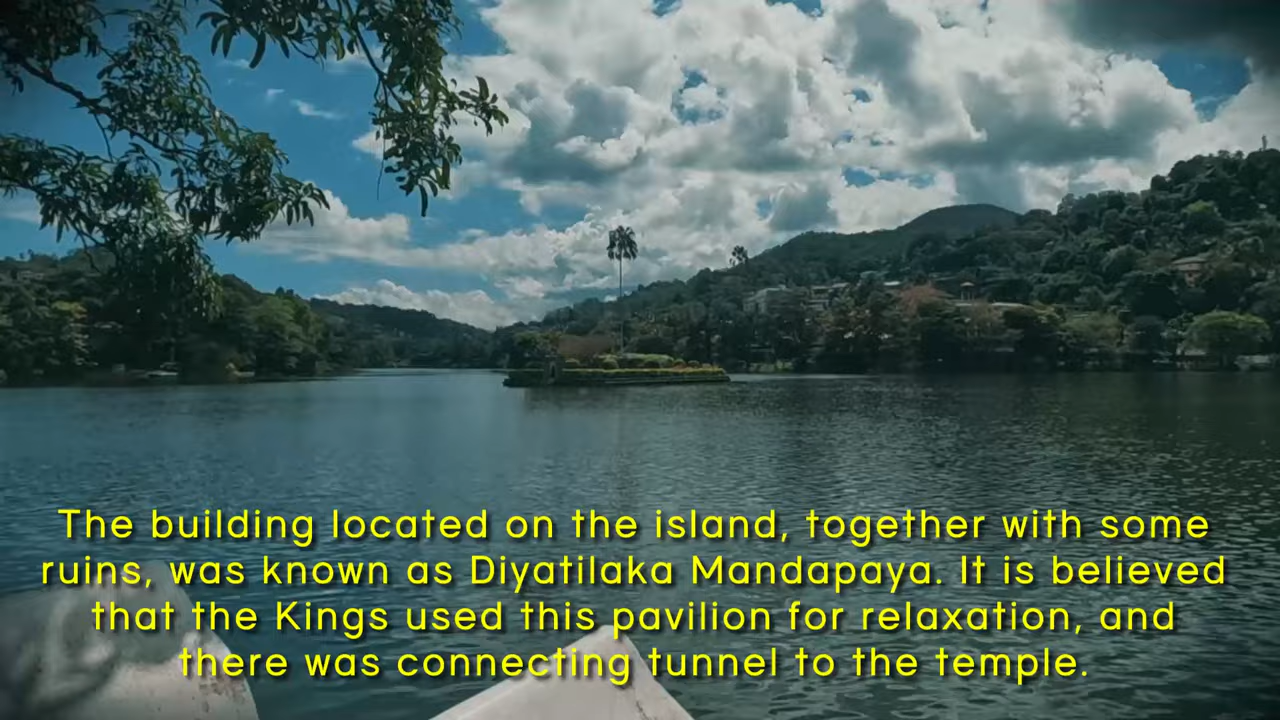 The building located on the island, together with some
ruins, was known as Diyatilaka Mandapaya. It is believed
that the Kings used this pavilion for relaxation, and
there was connecting tunnel to the temple.